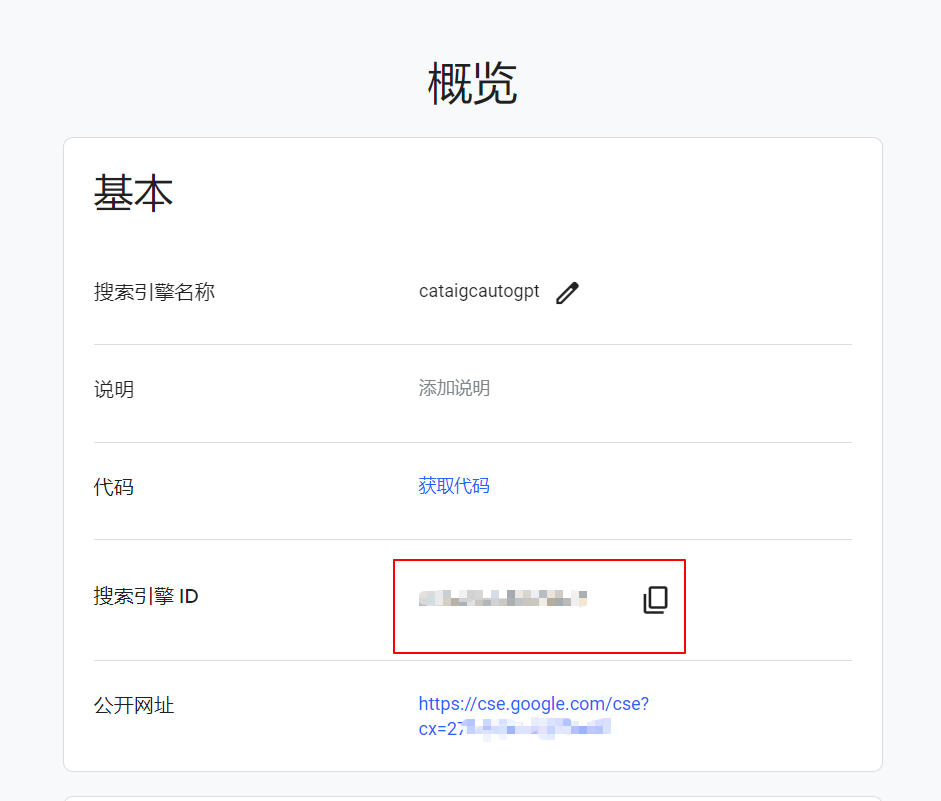 概览
基本
搜索引擎名称 cataigcautogpt
说明 添加说明
代码 获取代码
搜索引擎 ID
公开网址 https://cse.google.com/cse?
cx=27